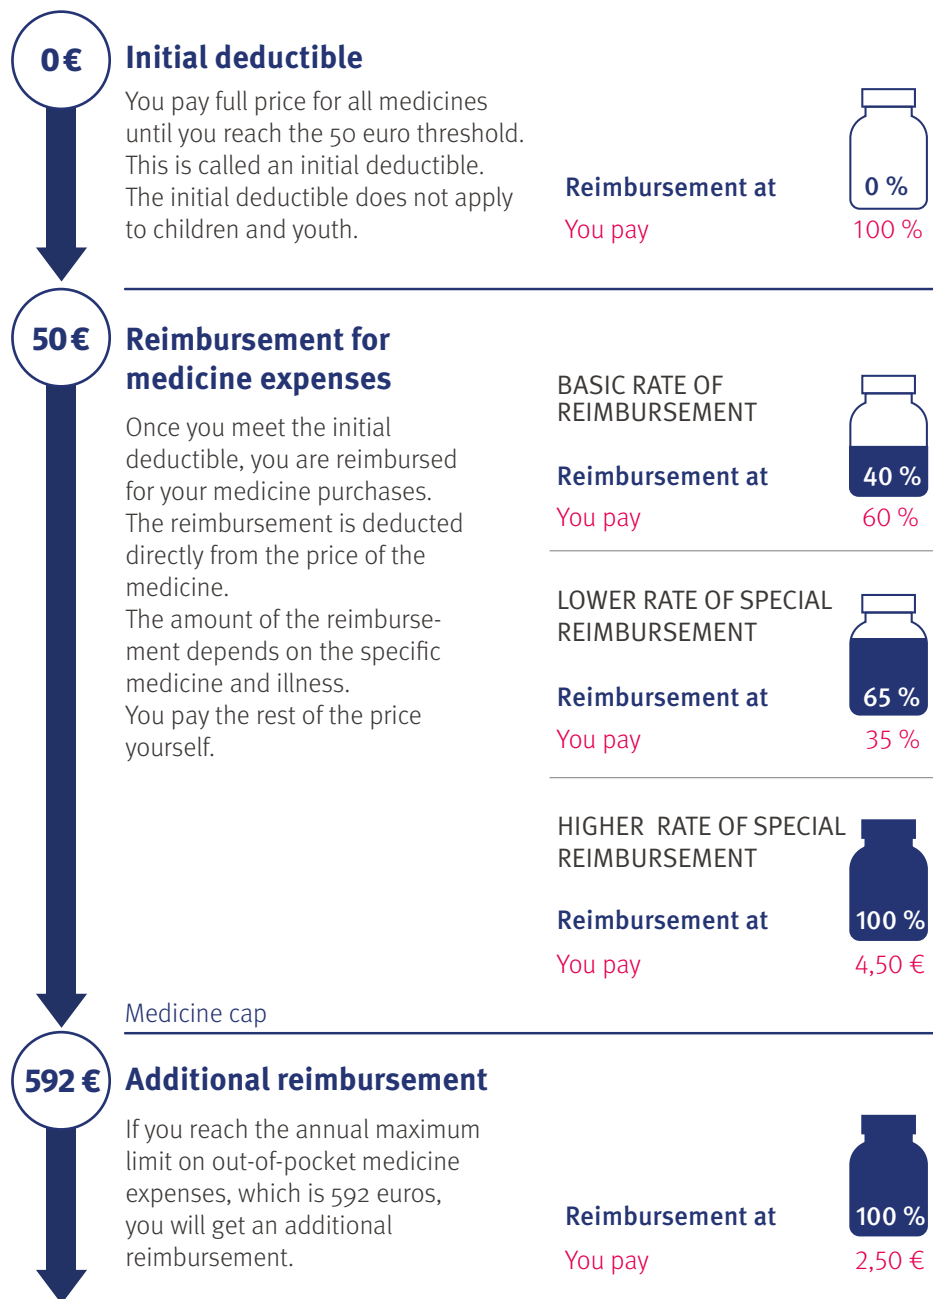 0 €
Initial deductible
You pay full price for all medicines
until you reach the 50 euro threshold.
This is called an initial deductible.
The initial deductible does not apply
to children and youth.
Reimbursement at
0 %
You pay
100 %
50 €
Reimbursement for
medicine expenses
Once you meet the initial
deductible, you are reimbursed
for your medicine purchases.
The reimbursement is deducted
directly from the price of the
medicine.
The amount of the reimburse-
ment depends on the specific
medicine and illness.
You pay the rest of the price
yourself.
BASIC RATE OF
REIMBURSEMENT
Reimbursement at
40 %
You pay
60 %
LOWER RATE OF SPECIAL
REIMBURSEMENT
Reimbursement at
65 %
You pay
35 %
HIGHER RATE OF SPECIAL
REIMBURSEMENT
Reimbursement at
100 %
You pay
4,50 €
Medicine cap
592 €
Additional reimbursement
If you reach the annual maximum
limit on out-of-pocket medicine
expenses, which is 592 euros,
you will get an additional
reimbursement.
Reimbursement at
100 %
You pay
2,50 €